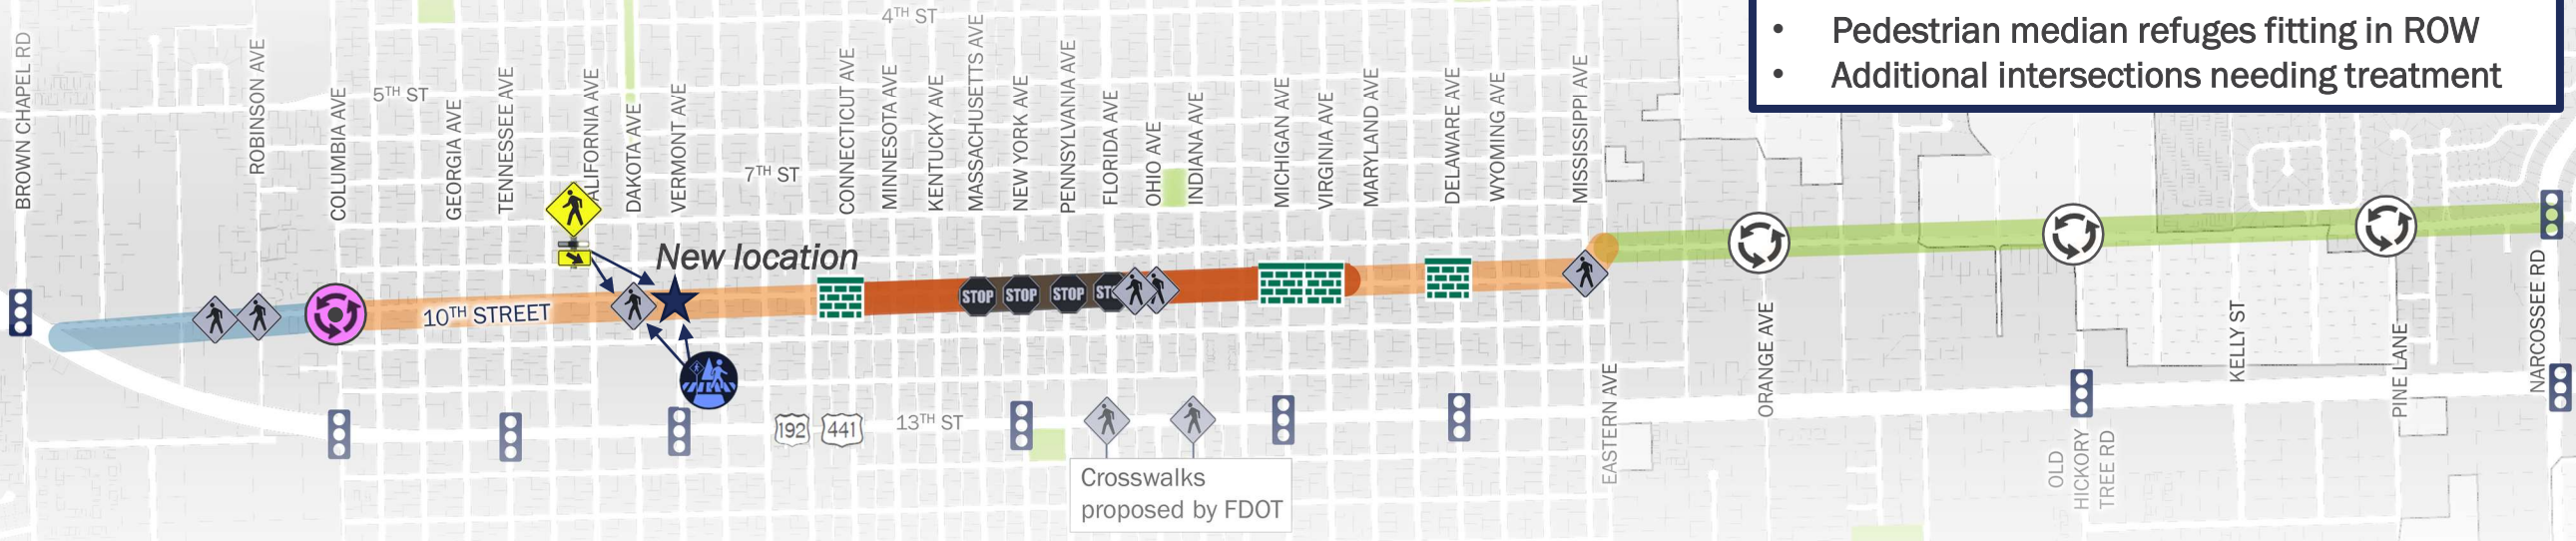 • Pedestrian median refuges fitting in ROW
• Additional intersections needing treatment
4TH ST
5TH ST
7TH ST
BROWN CHAPEL RD
ROBINSON AVE
COLUMBIA AVE
GEORGIA AVE
TENNESSEE AVE
ALIFORNIA AVE
DAKOTA AVE
VERMONT AVE
CONNECTICUT AVE
MINNESOTA AVE
KENTUCKY AVE
MASSACHUSETTS AVE
NEW YORK AVE
PENNSYLVANIA AVE
FLORIDA AVE
OHIO AVE
INDIANA AVE
MICHIGAN AVE
VIRGINIA AVE
MARYLAND AVE
DELAWARE AVE
WYOMING AVE
MISSISSIPPI AVE
New location
10TH STREET
STOP
STOP
STOP
STO
192
441
13TH ST
Crosswalks
proposed by FDOT
EASTERN AVE
ORANGE AVE
OLD
HICKORY
TREE RD
KELLY ST
PINE LANE
NARCOSSEE RD